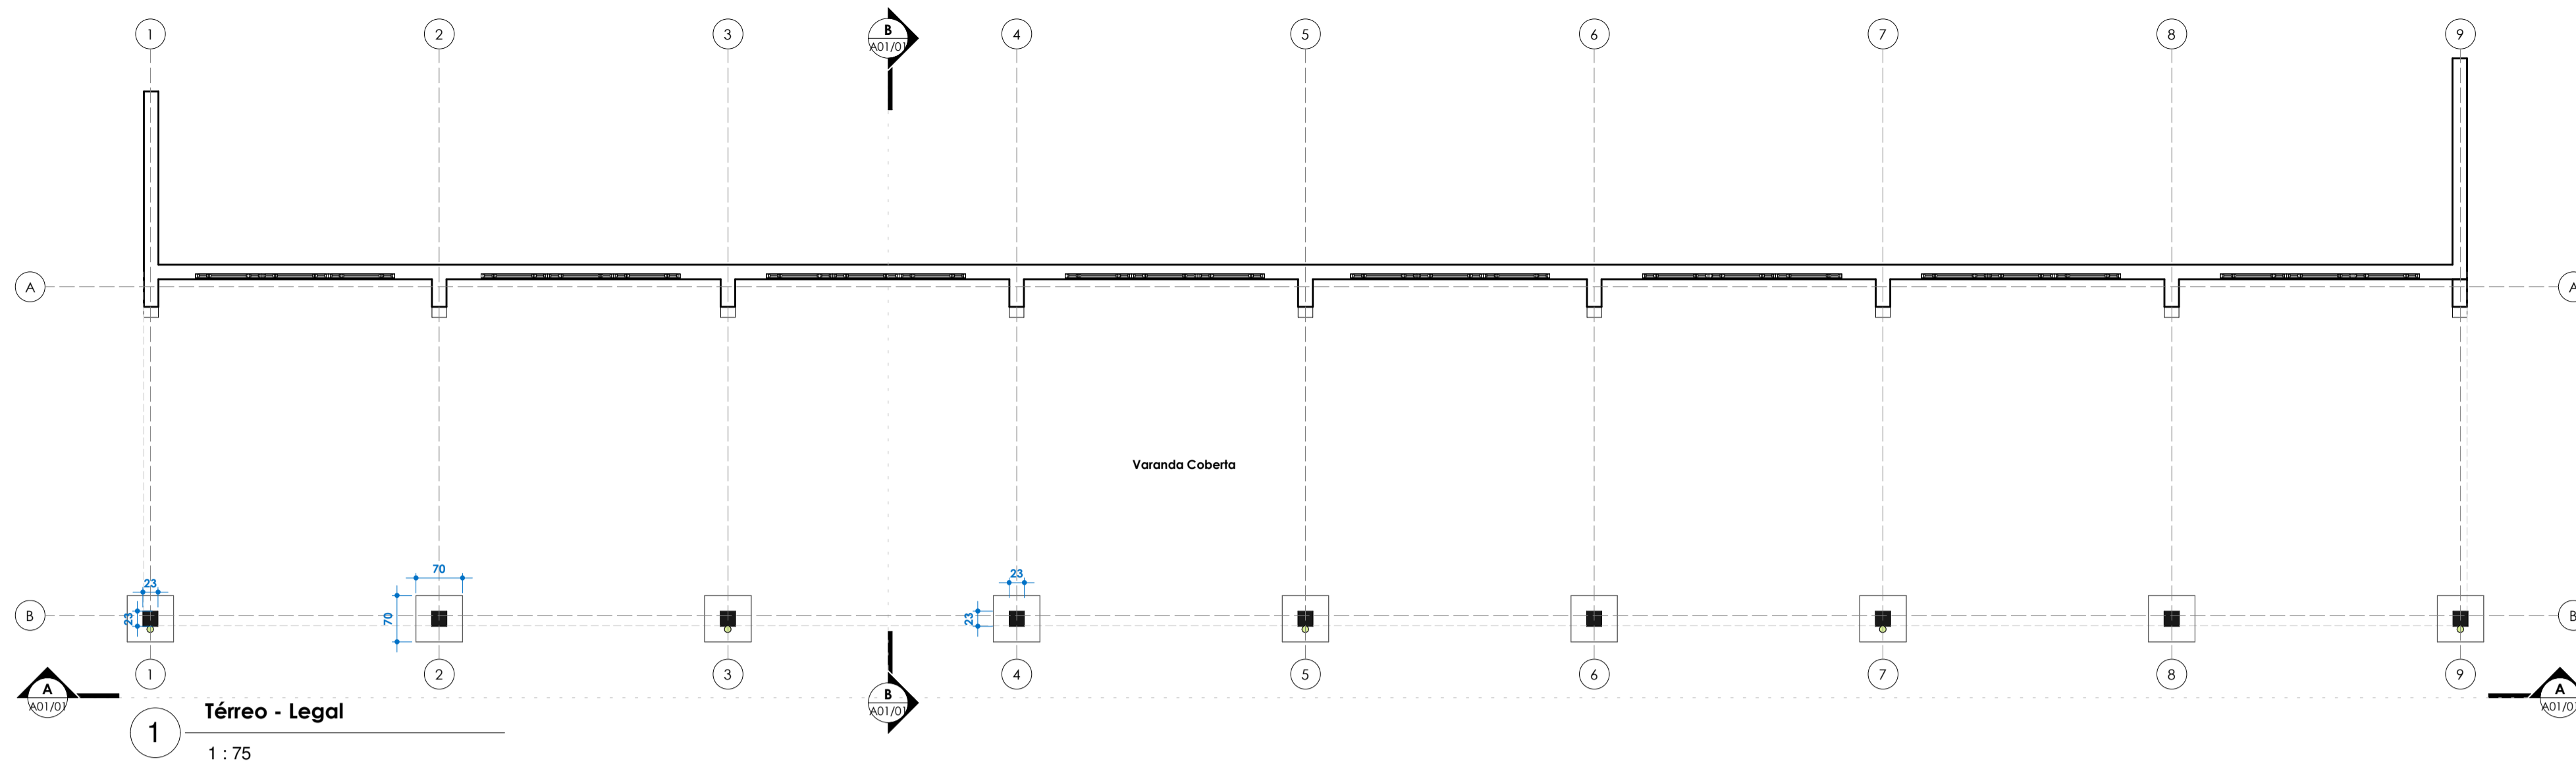 1 2 3 B 4 5 6 7 8 9
A01/01
A A
Varanda Coberta
70
23 23
23 70 23
B B
1 2 3 4 5 6 7 8 9
A B A
A01/01 A01/01 A01/01
1 Térreo - Legal
1 : 75